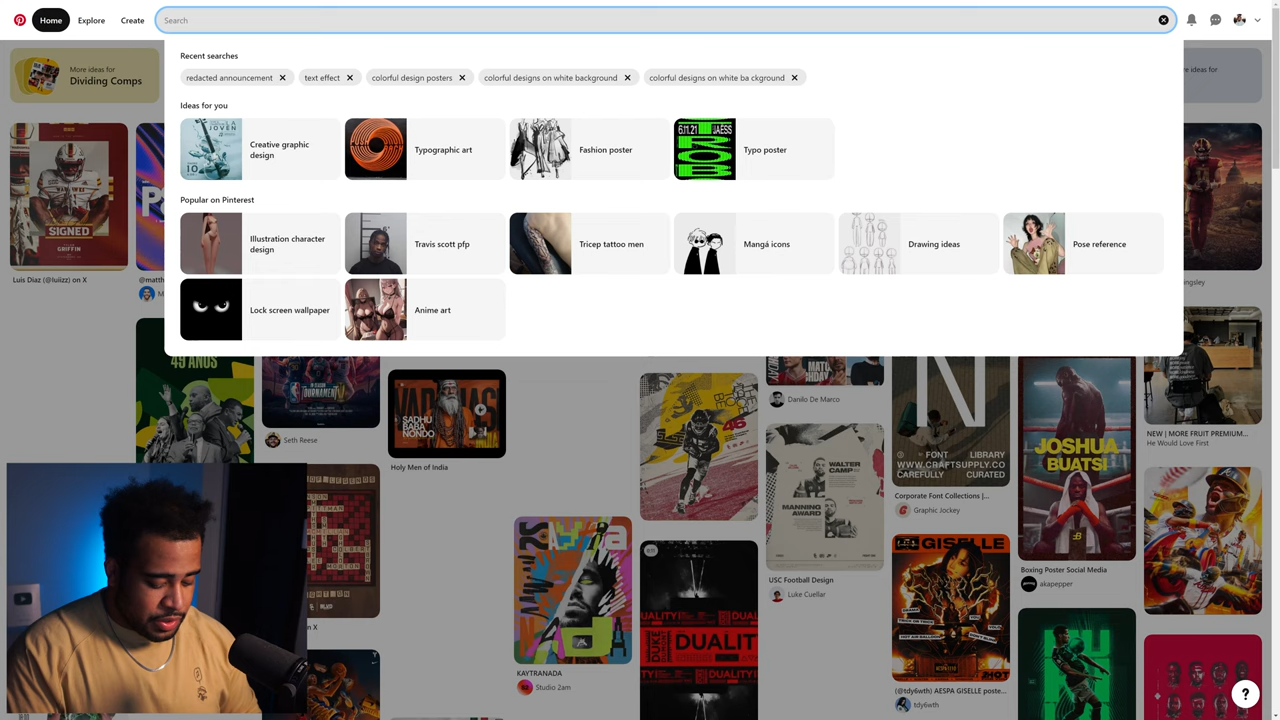 Home
Explore
Create
Search
Recent searches
redacted announcement
text effect
colorful design posters
colorful designs on white background
colorful designs on white ba ckground
Ideas for you
Creative graphic
design
Typographic art
Fashion poster
Typo poster
Popular on Pinterest
Illustration character
design
Travis scott pfp
Tricep tattoo men
Mangá icons
Drawing ideas
Pose reference
Lock screen wallpaper
Anime art
More ideas for
Dividing Comps
SIGNED
GRIFFIN
Luis Diaz (@luiizz) on X
Seth Reese
SADHU
BABA
NONDO
INDIA
Holy Men of India
KAYTRANADA
Studio 2am
DUALITY!
46
Danilo De Marco
WALTER
CAMP
MANNING
AWARD
USC Football Design
Luke Cuellar
N
FONT LIBRARY
WWW.CRAFTSUPPLY.CO
CAREFULLY CURATED
Corporate Font Collections |...
Graphic Jockey
GISELLE
(@tdy6wth) AESPA GISELLE poste...
tdy6wth
JOSHUA
BUATSI
Boxing Poster Social Media
akapepper
NEW | MORE FRUIT PREMIUM...
He Would Love First
?